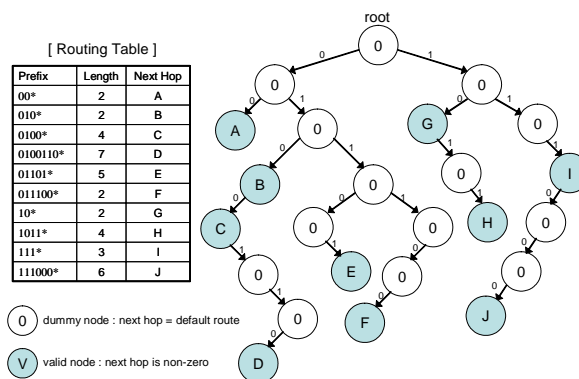 root
[ Routing Table ]
Prefix Length Next Hop
00* 2 A
010* 2 B
0100* 4 C
0100110* 7 D
01101* 5 E
011100* 2 F
10* 2 G
1011* 4 H
111* 3 I
111000* 6 J
0
0 1
0 0
0 1 0 1
A 0 G 0
0 1 1 1
B 0 0 I
0 0 1 1 0
C 0 0 H 0
1 1 0 0
0 E 0 0
1 0 0
0 F J
0
D
0 dummy node : next hop = default route
V valid node : next hop is non-zero